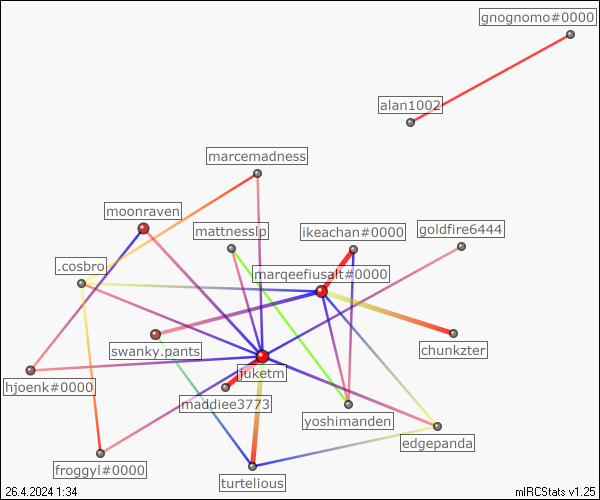 gnognomo#0000
alan1002
marcemadness
moonraven
mattnesslp
ikeachan#0000
goldfire6444
.cosbro
marqeefiusalt#0000
swanky.pants
chunkzter
juketm
hjoenk#0000
maddiee3773
yoshimanden
edgepanda
froggyl#0000
turtelious
26.4.2024 1:34
mIRCStats v1.25